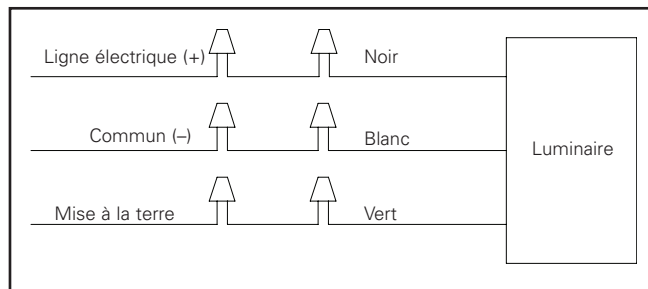 Ligne électrique (+) Noir
Commun (–) Blanc
Luminaire
Mise à la terre Vert